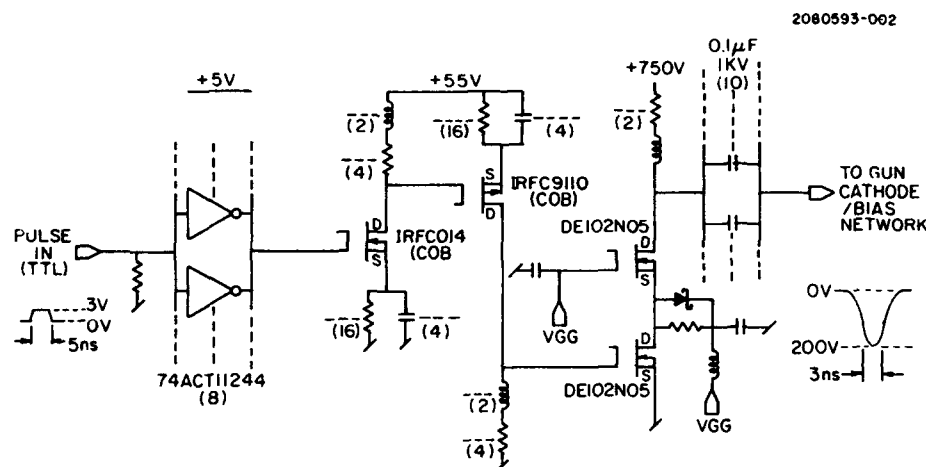 2080593-002
+5V
+55V
+750V
0.1μF
1KV
(10)
(2)
(16)
(4)
(2)
(4)
S
IRFC9110
(COB)
D
TO GUN
CATHODE
/BIAS
NETWORK
PULSE
IN
(TTL)
D
IRFC014
(COB
S
DE102N05
D
S
3V
0V
5ns
(16)
(4)
VGG
0V
200V
3ns
74ACT11244
(8)
D
DE102N05
S
(2)
(4)
VGG